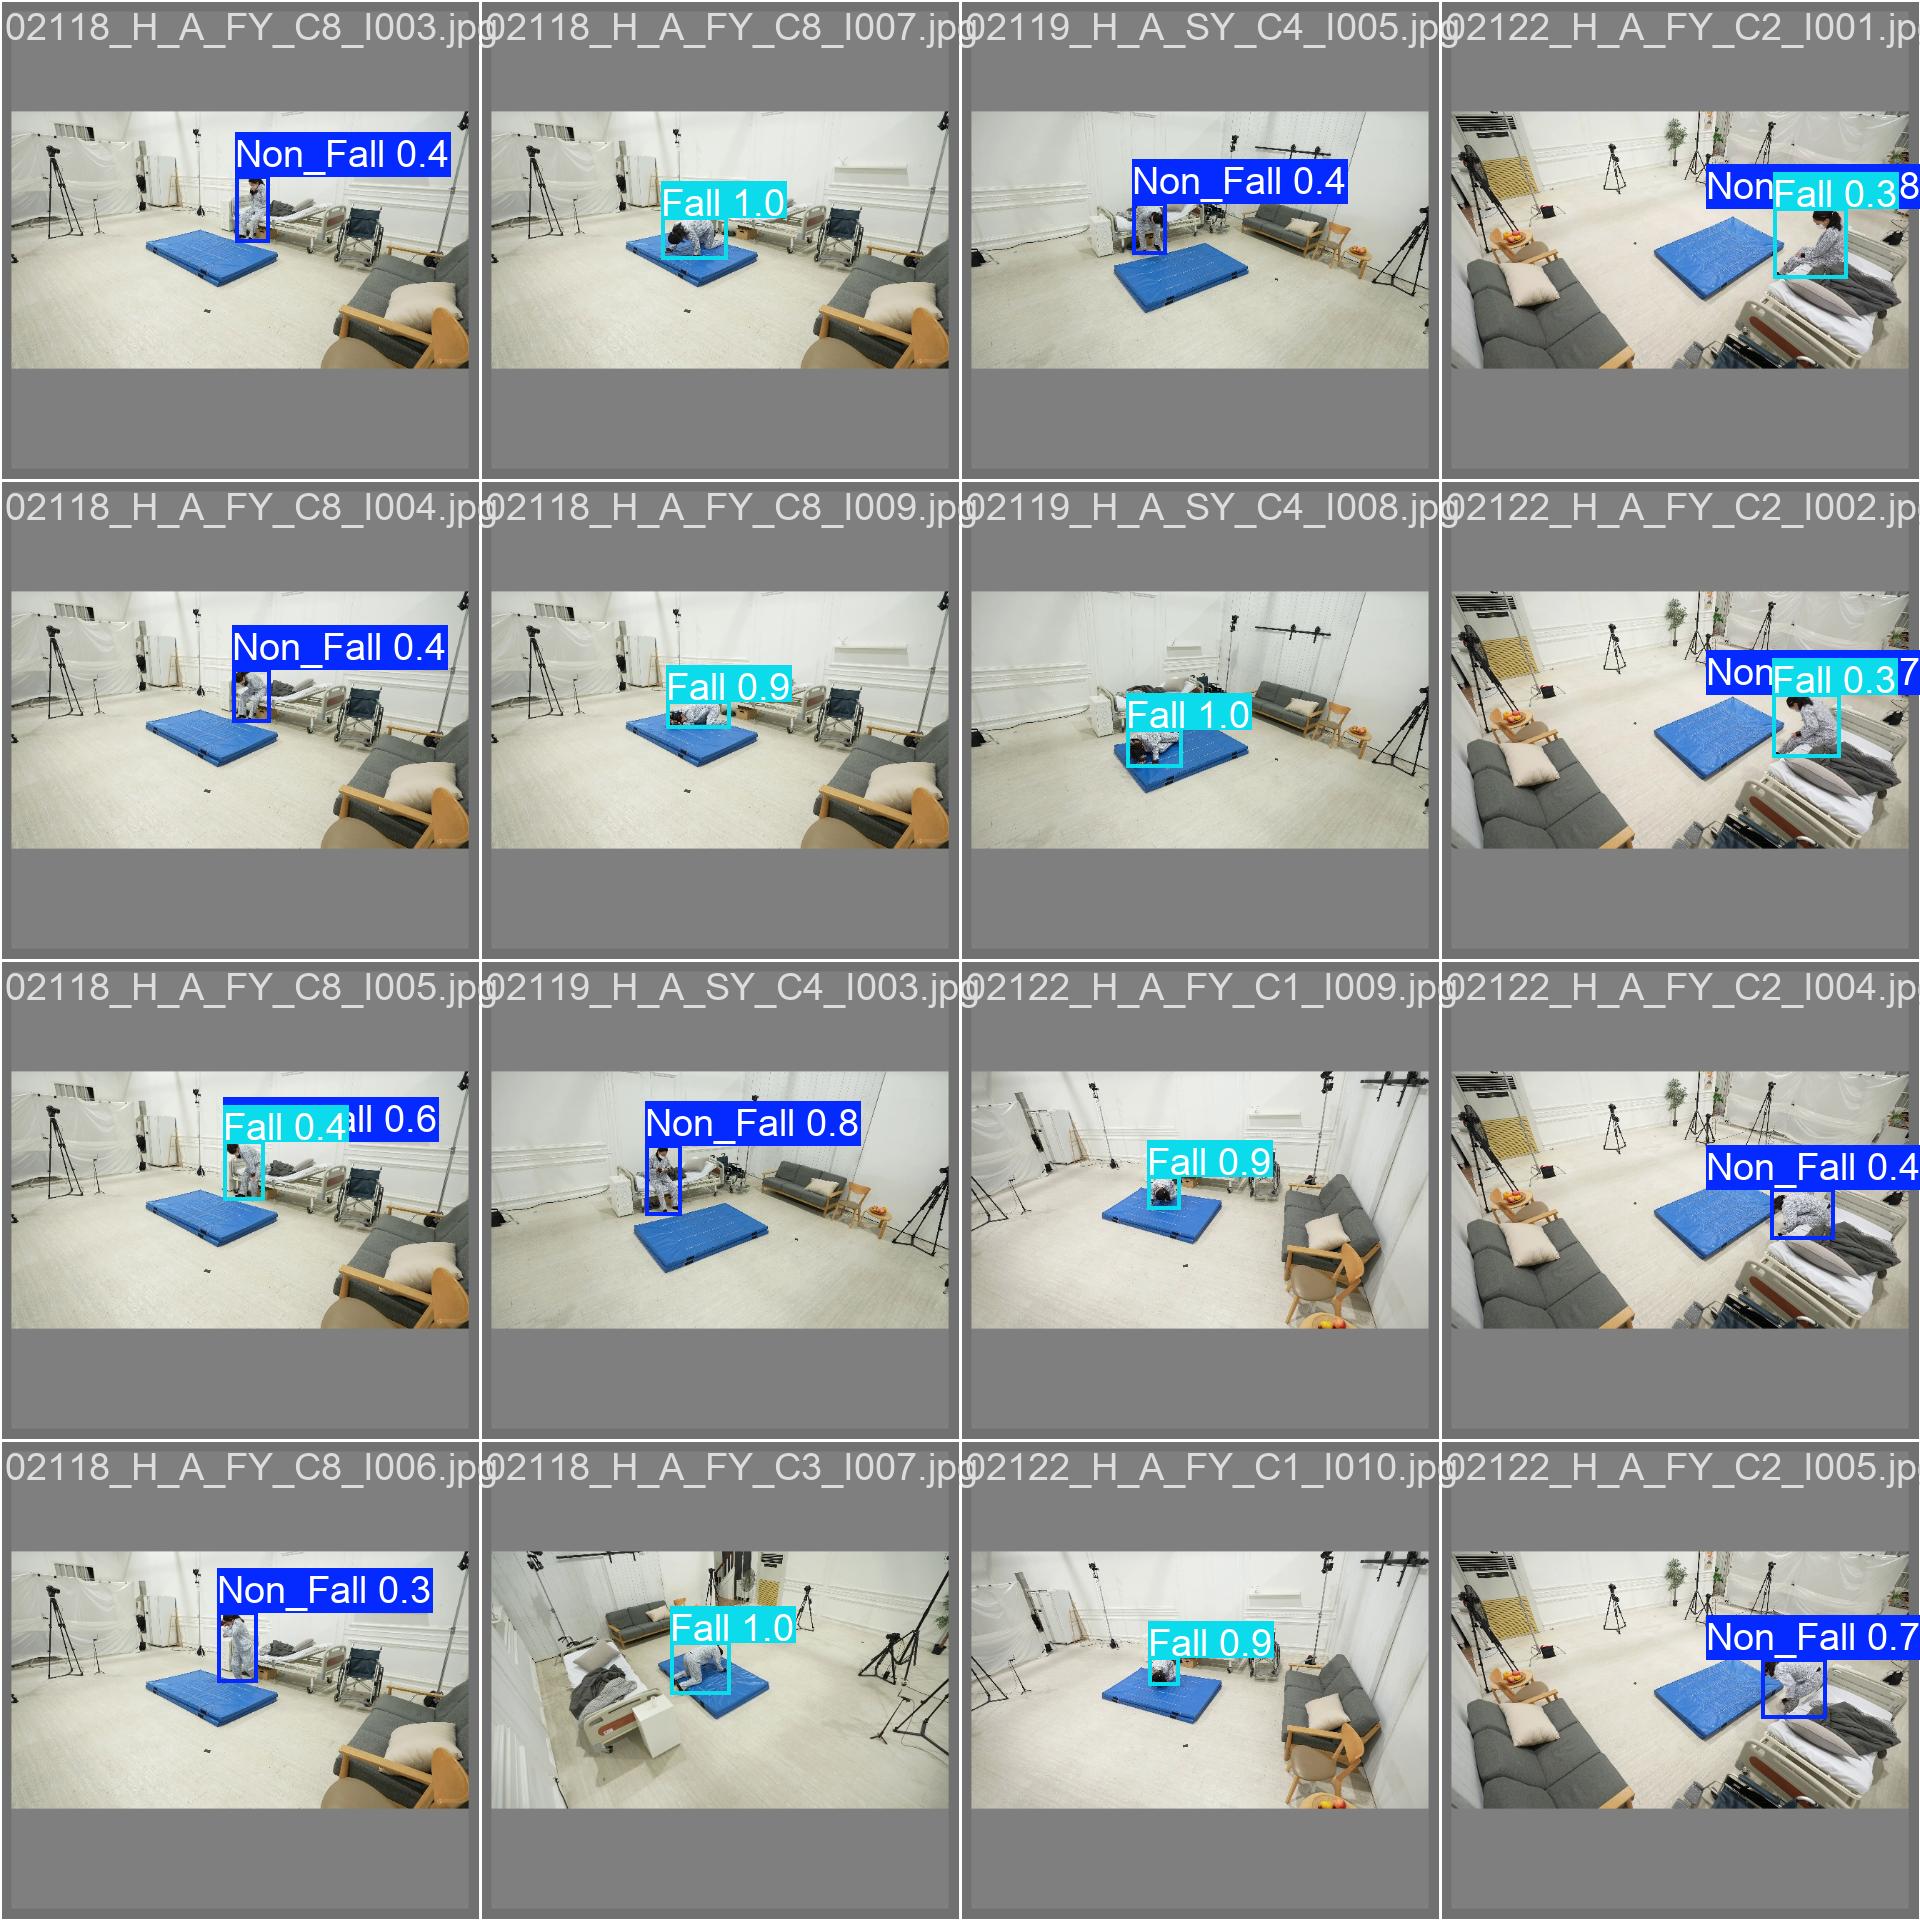 02118_H_A_FY_C8_I003.jpg
02118_H_A_FY_C8_I007.jpg
02119_H_A_SY_C4_I005.jpg
02122_H_A_FY_C2_I001.jp
Non_Fall 0.4
Fall 1.0
Non_Fall 0.4
Non
Fall 0.3
8
02118_H_A_FY_C8_I004.jpg
02118_H_A_FY_C8_I009.jpg
02119_H_A_SY_C4_I008.jpg
02122_H_A_FY_C2_I002.jp
Non_Fall 0.4
Fall 0.9
Fall 1.0
Non
Fall 0.3
7
02118_H_A_FY_C8_I005.jpg
02119_H_A_SY_C4_I003.jpg
02122_H_A_FY_C1_I009.jpg
02122_H_A_FY_C2_I004.jp
Fall 0.4
all 0.6
Non_Fall 0.8
Fall 0.9
Non_Fall 0.4
02118_H_A_FY_C8_I006.jpg
02118_H_A_FY_C3_I007.jpg
02122_H_A_FY_C1_I010.jpg
02122_H_A_FY_C2_I005.jp
Non_Fall 0.3
Fall 1.0
Fall 0.9
Non_Fall 0.7